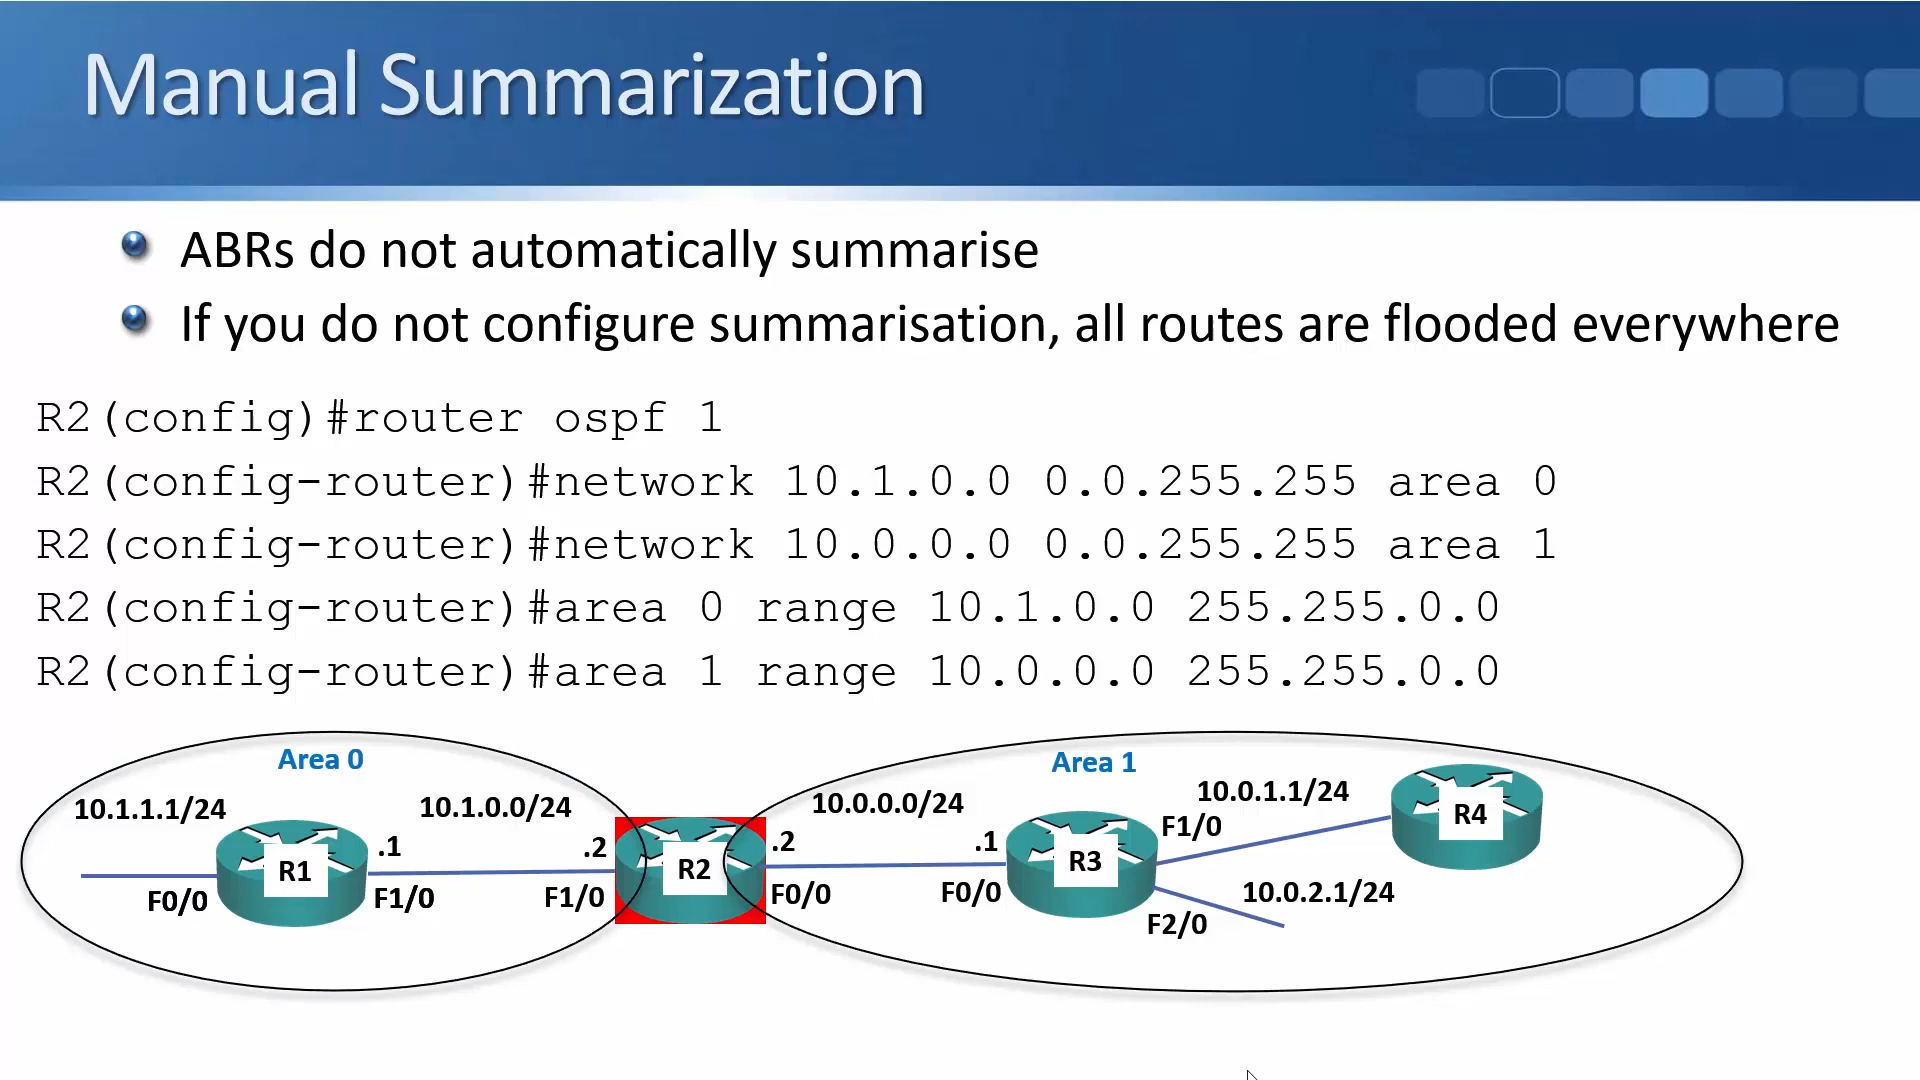 Manual Summarization
ABRs do not automatically summarise
If you do not configure summarisation, all routes are flooded everywhere
R2(config)#router ospf 1
R2(config-router)#network 10.1.0.0 0.0.255.255 area 0
R2(config-router)#network 10.0.0.0 0.0.255.255 area 1
R2(config-router)#area 0 range 10.1.0.0 255.255.0.0
R2(config-router)#area 1 range 10.0.0.0 255.255.0.0
Area 0
10.1.1.1/24
10.1.0.0/24
R1
.1
.2
F0/0
F1/0
F1/0
R2
Area 1
10.0.0.0/24
.2
.1
F0/0
F0/0
R3
10.0.1.1/24
F1/0
R4
10.0.2.1/24
F2/0